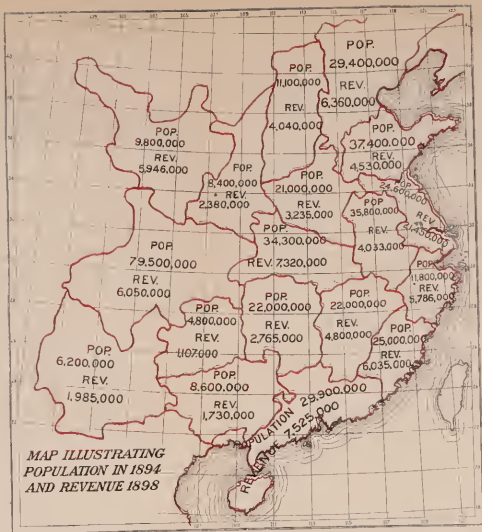 POP.
29,400,000
REV.
6,360,000
POP.
11,100,000
REV.
4,040,000
POP.
9,800,000
REV.
5,946,000
POP.
37,400,000
REV.
4,530,000
POP.
8,400,000
REV.
2,380,000
POP.
21,000,000
REV.
3,235,000
POP.
24,600,000
REV.
21,450,000
POP.
35,800,000
REV.
4,033,000
POP.
34,300,000
REV. 7,320,000
POP.
79,500,000
REV.
6,050,000
POP.
11,800,000
REV.
5,786,000
POP.
4,800,000
REV.
1,107,000
POP.
22,000,000
REV.
2,765,000
POP.
22,000,000
REV.
4,800,000
POP.
25,000,000
REV.
6,035,000
POP.
6,200,000
REV.
1,985,000
POP.
8,600,000
REV.
1,730,000
POPULATION 29,900,000
REVENUE 7,525,000
MAP ILLUSTRATING
POPULATION IN 1894
AND REVENUE 1898